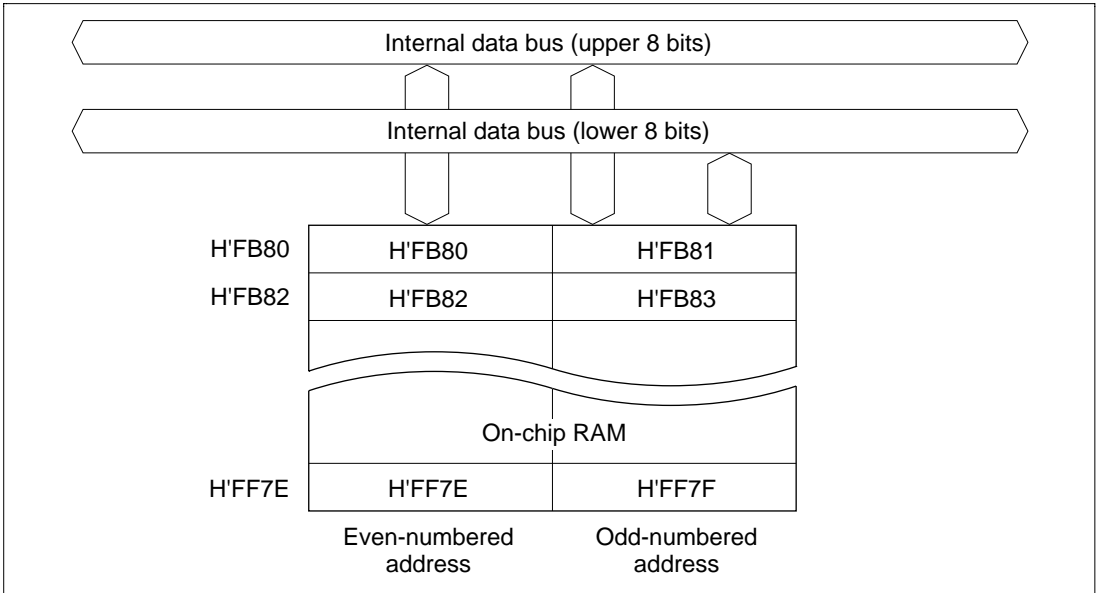 Internal data bus (upper 8 bits)
Internal data bus (lower 8 bits)
H'FB80 H'FB80 H'FB81
H'FB82 H'FB82 H'FB83
On-chip RAM
H'FF7E H'FF7E H'FF7F
Even-numbered Odd-numbered
address address